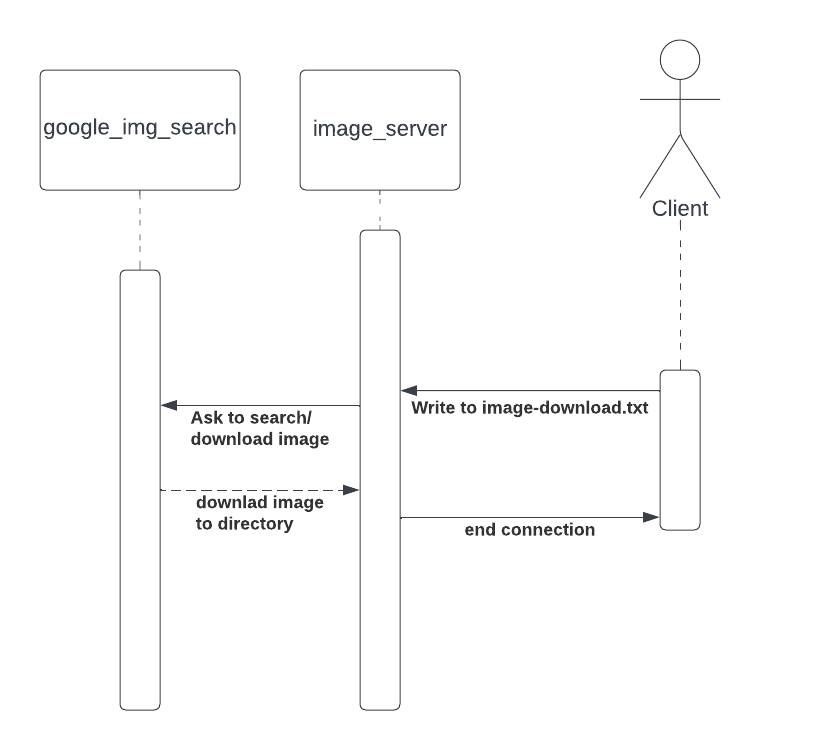 google_img_search
image_server
Client
Write to image-download.txt
Ask to search/
download image
downlad image
to directory
end connection